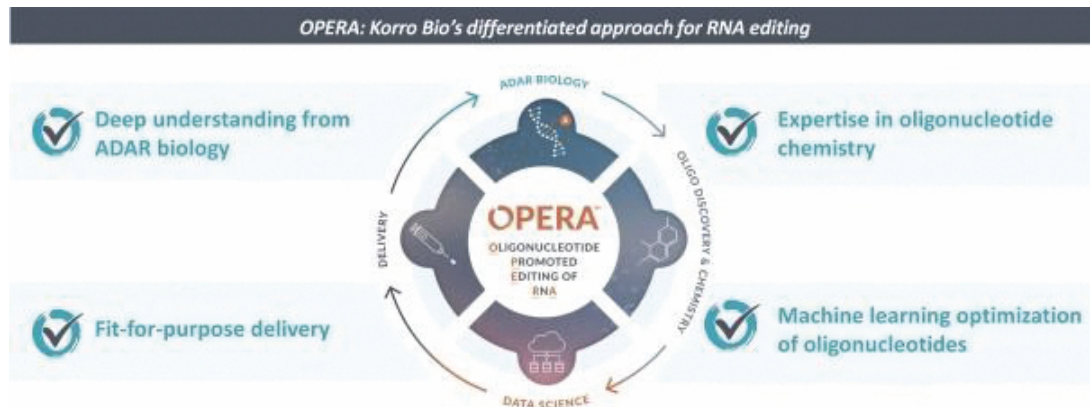 OPERA: Korro Bio's differentiated approach for RNA editing
Deep understanding from
ADAR biology
Fit-for-purpose delivery
ADAR BIOLOGY
OLIGO DISCOVERY & CHEMISTRY
DATA SCIENCE
DELIVERY
OPERA™
OLIGONUCLEOTIDE
PROMOTED
EDITING OF
RNA
Expertise in oligonucleotide
chemistry
Machine learning optimization
of oligonucleotides